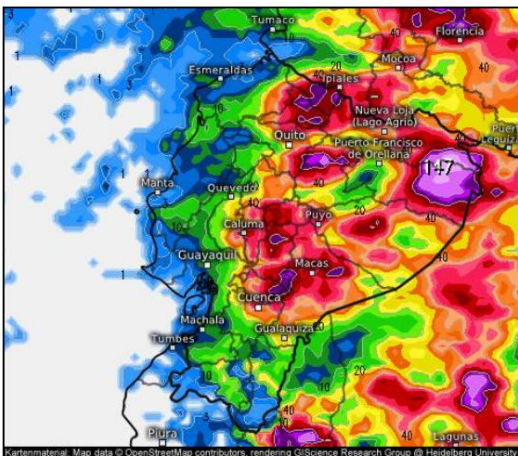 Tumaco
Florencia
Mocoa
Esmeraldas
Ipiales
Nueva Loja
(Lago Agrio)
Quito
Puerto Francisco
de Orellana
147
Manta
Quevedo
Caluma
Puyo
Guayaquil
Macas
Cuenca
Machala
Gualaquiza
Tumbes
Piura
Lagunas
Kartenmaterial: Map data © OpenStreetMap contributors, rendering GIScience Research Group @ Heidelberg University